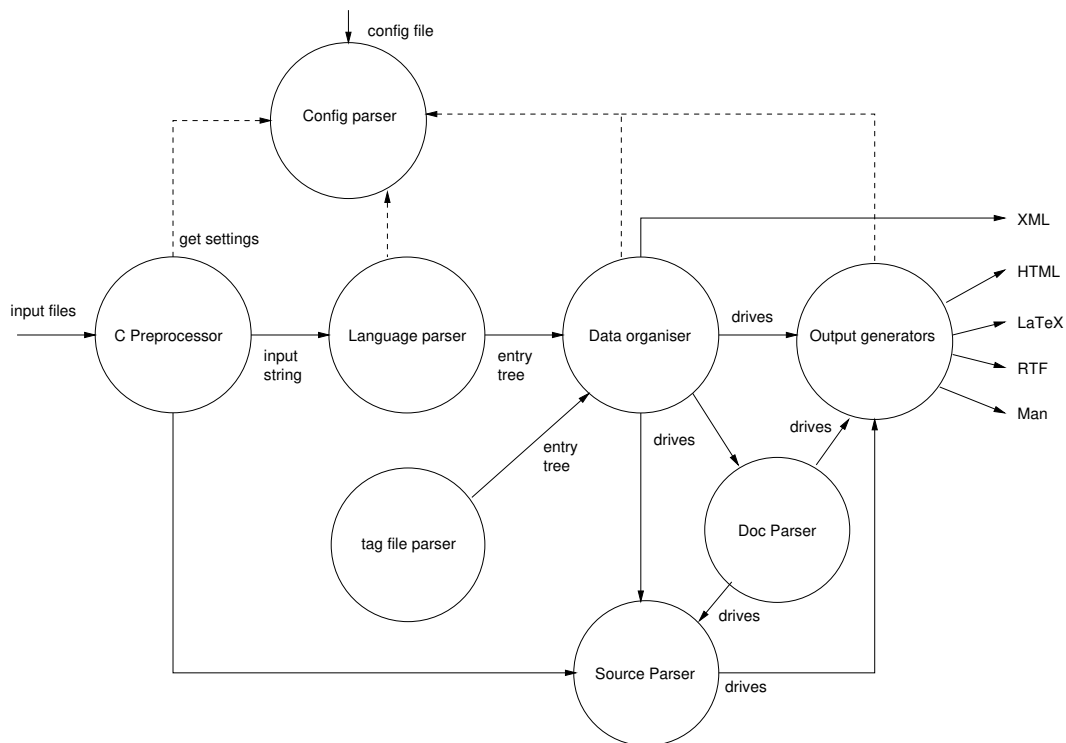 config file
Config parser
XML
get settings
HTML
input files
drives
LaTeX
C Preprocessor
Language parser
Data organiser
Output generators
input
string
entry
tree
RTF
Man
drives
drives
entry
tree
tag file parser
Doc Parser
drives
Source Parser
drives